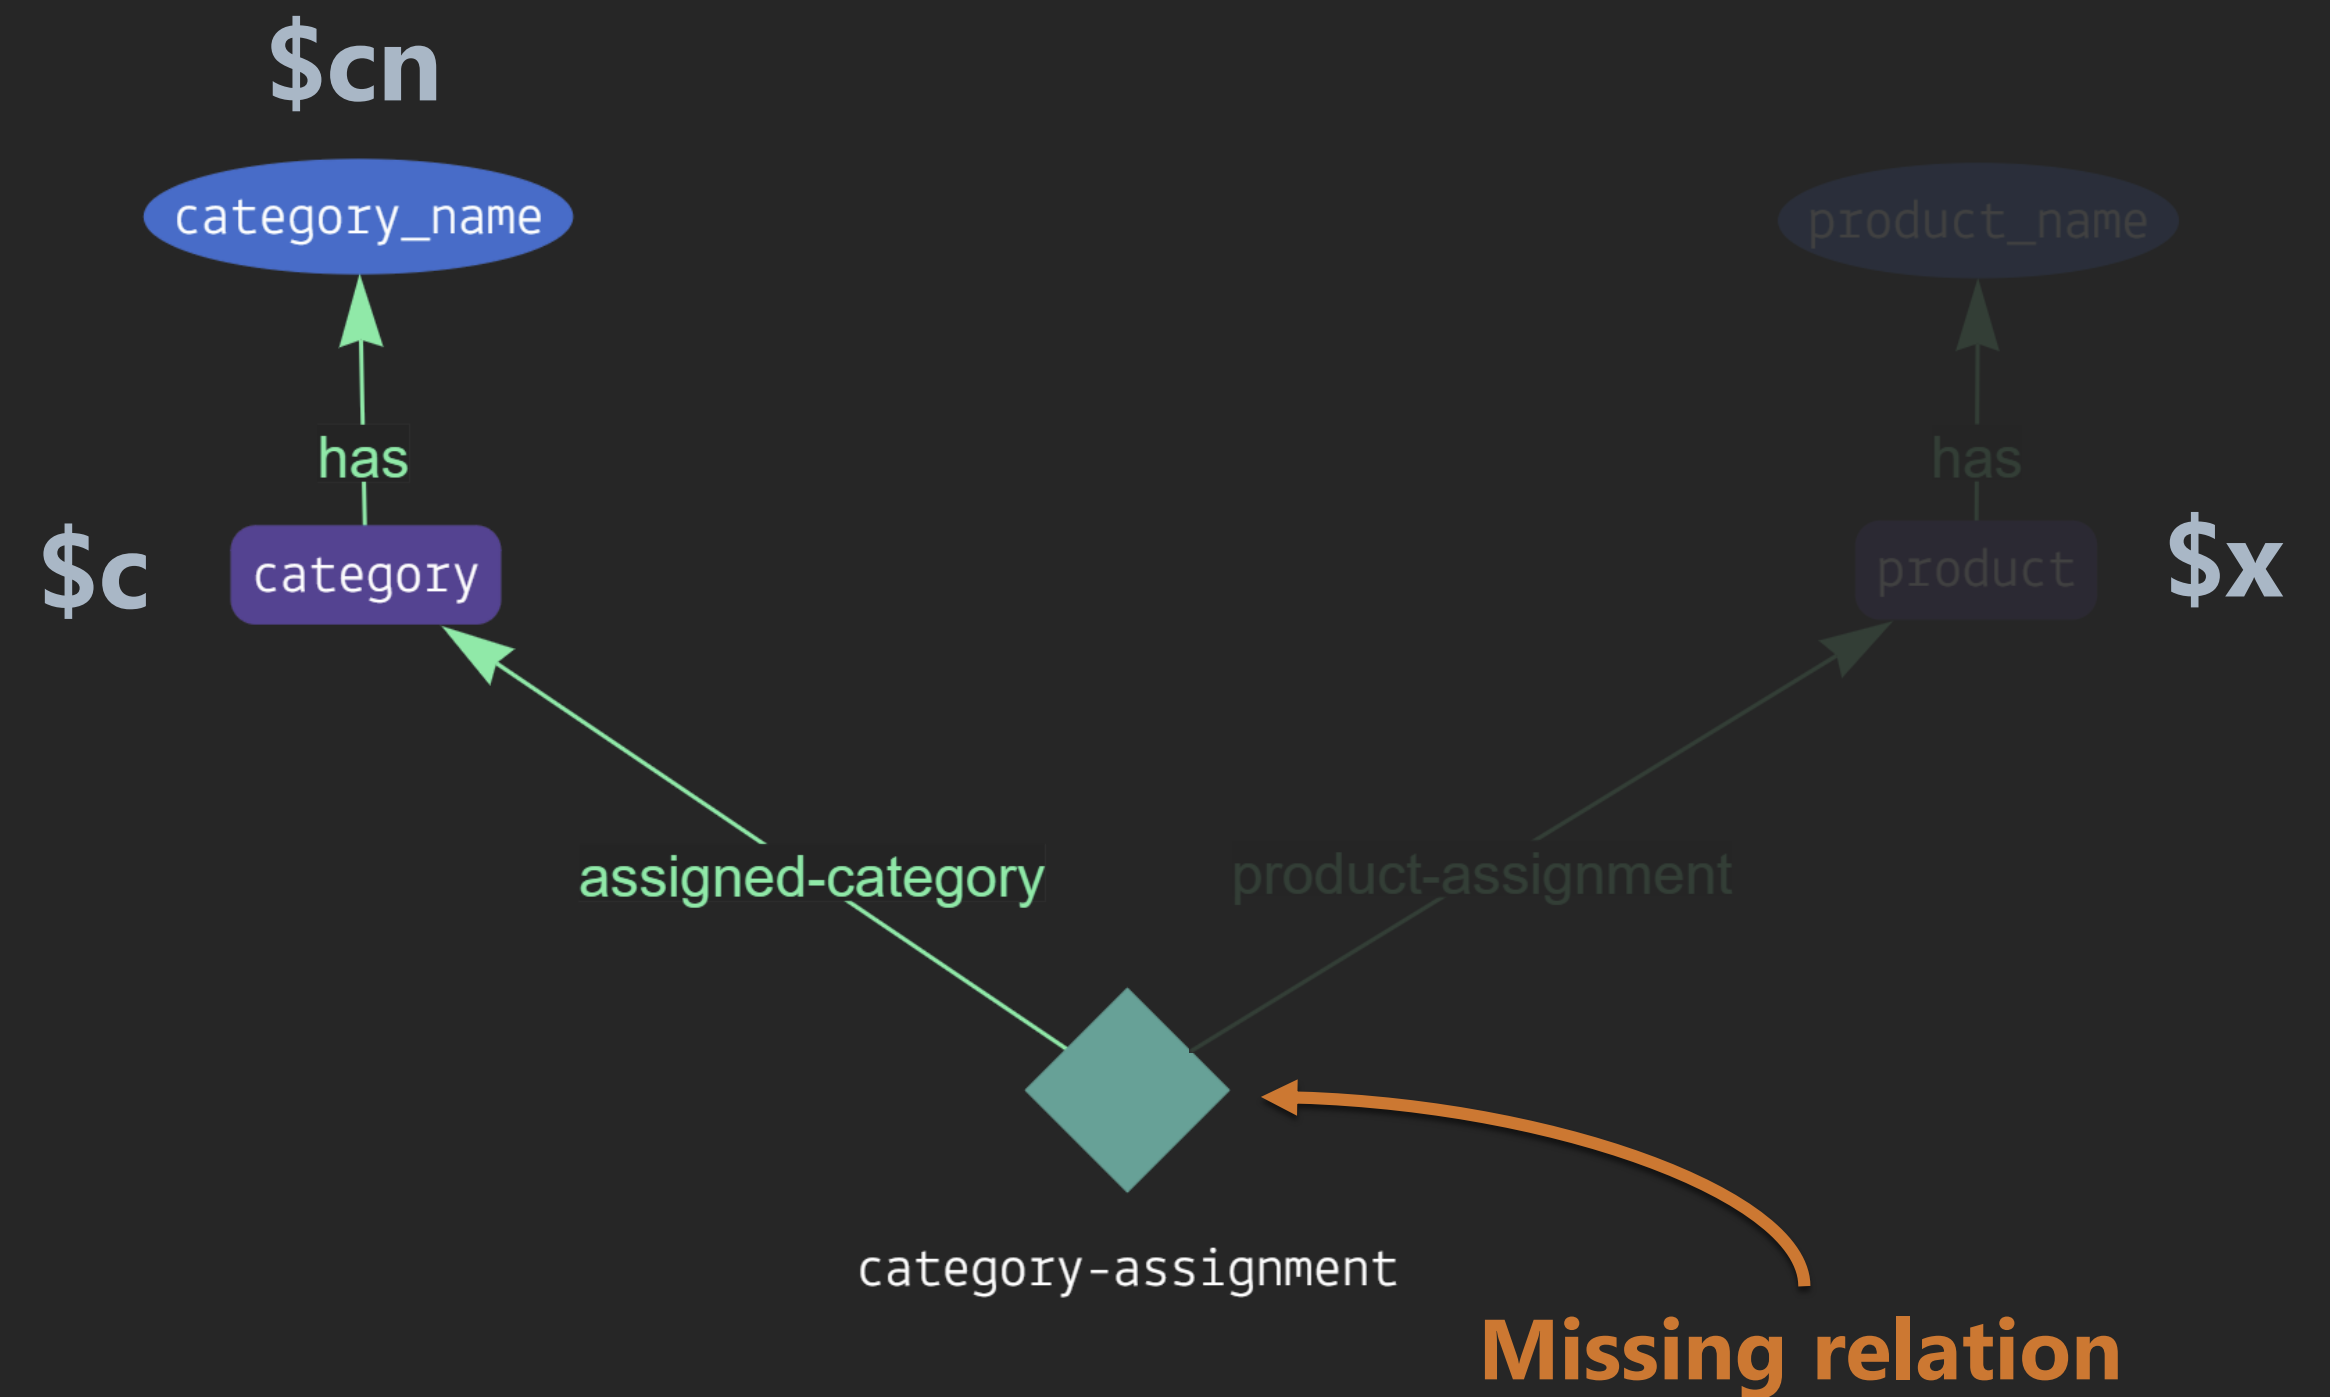 $cn
category_name
product_name
has
has
$c
category
product
$x
assigned-category
product-assignment
category-assignment
Missing relation